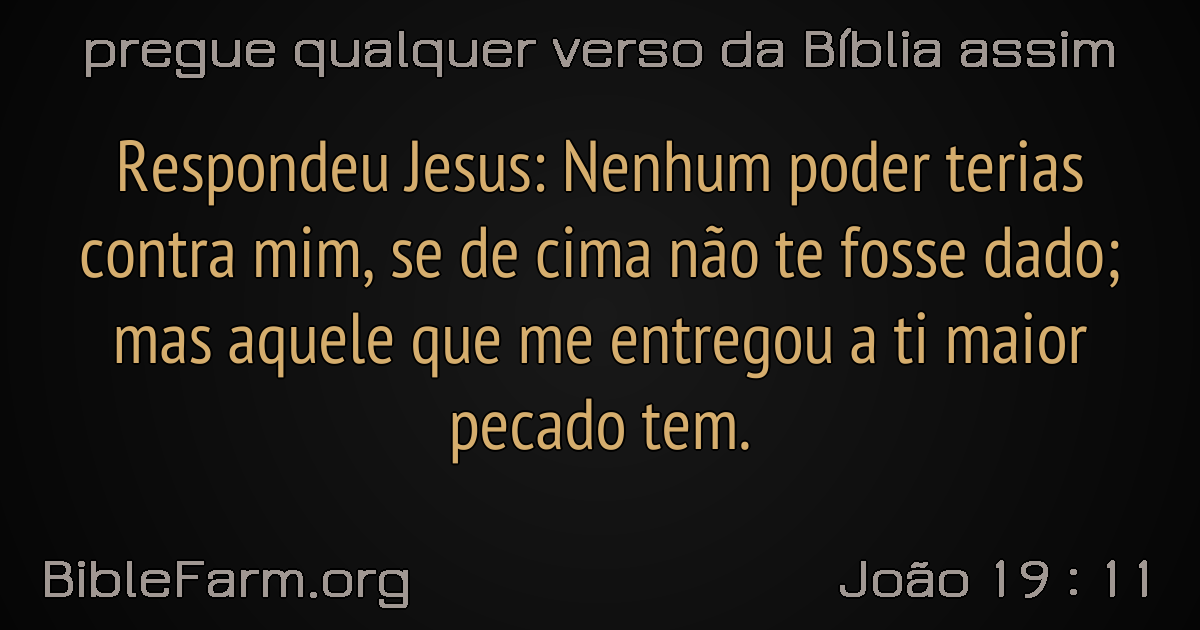 pregue qualquer verso da Bíblia assim
Respondeu Jesus: Nenhum poder terias
contra mim, se de cima não te fosse dado;
mas aquele que me entregou a ti maior
pecado tem.
BibleFarm.org
João 19 : 11